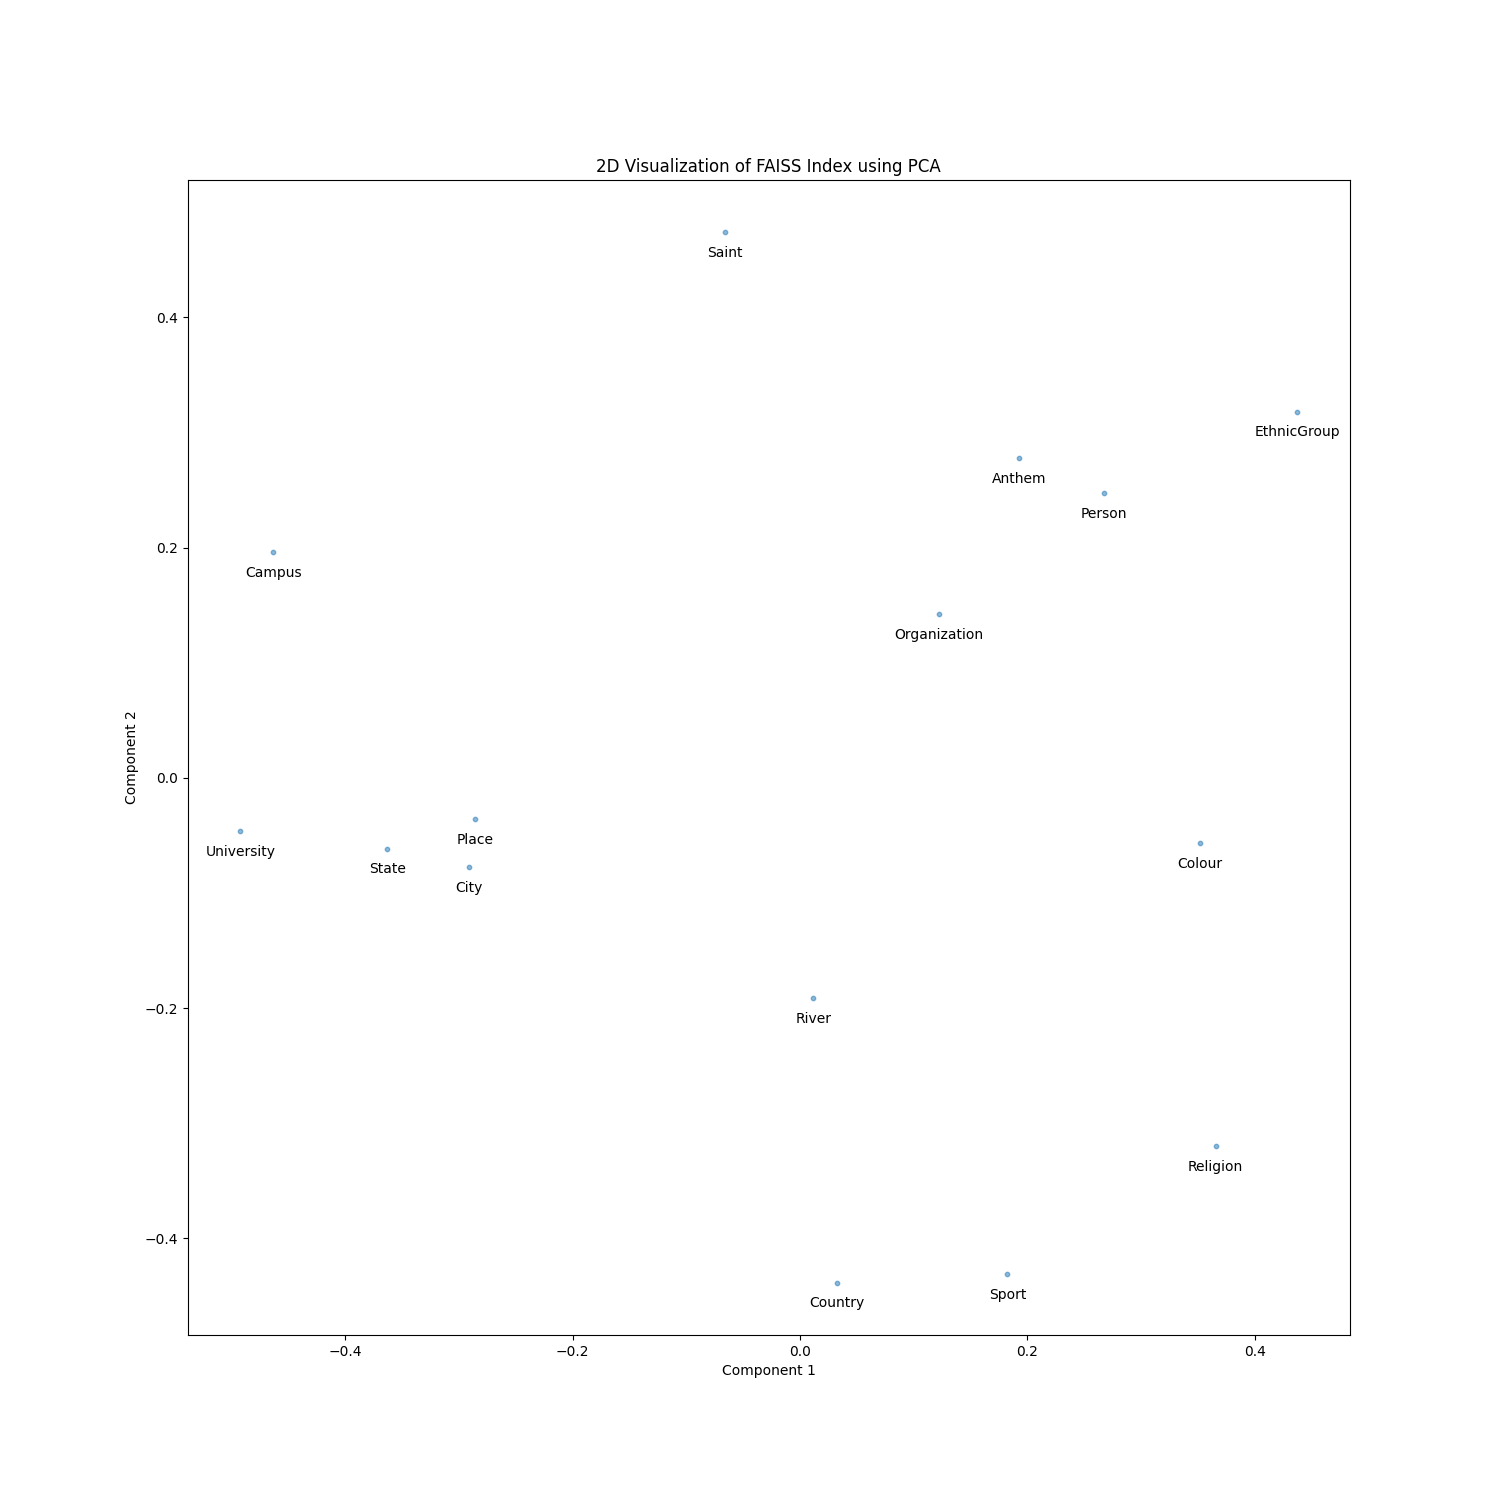 2D Visualization of FAISS Index using PCA
Saint
0.4
EthnicGroup
Anthem
Person
0.2
Campus
Organization
Component 2
0.0
Place
University
State
Colour
City
−0.2
River
Religion
−0.4
Sport
Country
−0.4
−0.2
0.0
0.2
0.4
Component 1